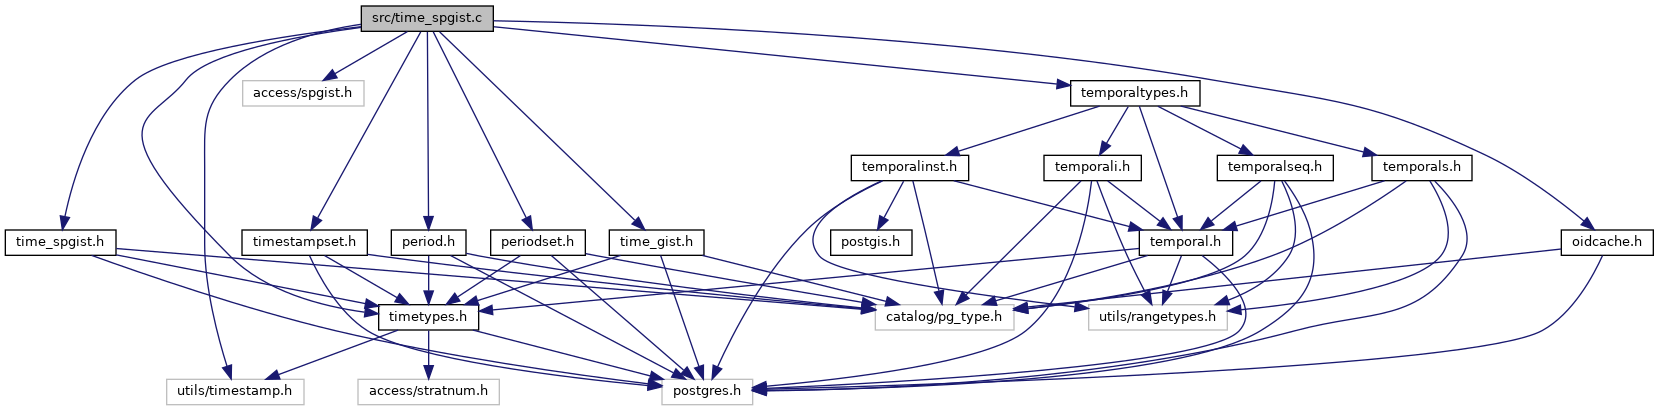 src/time_spgist.c
access/spgist.h
temporaltypes.h
temporalinst.h
temporali.h
temporalseq.h
temporals.h
time_spgist.h
timestampset.h
period.h
periodset.h
time_gist.h
postgis.h
temporal.h
oidcache.h
timetypes.h
catalog/pg_type.h
utils/rangetypes.h
utils/timestamp.h
access/stratnum.h
postgres.h